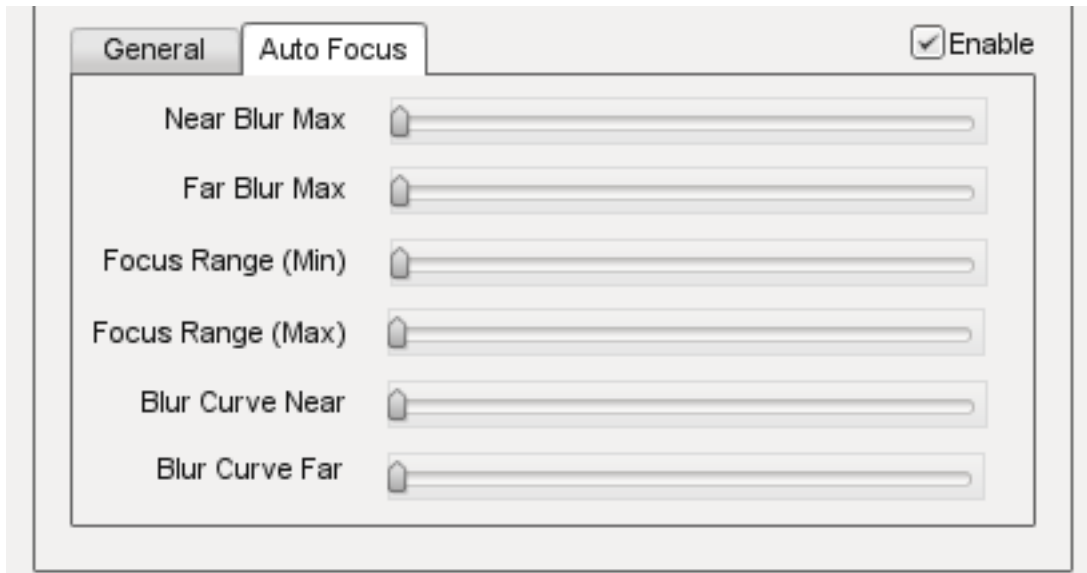 General
Auto Focus
Enable
Near Blur Max
Far Blur Max
Focus Range (Min)
Focus Range (Max)
Blur Curve Near
Blur Curve Far